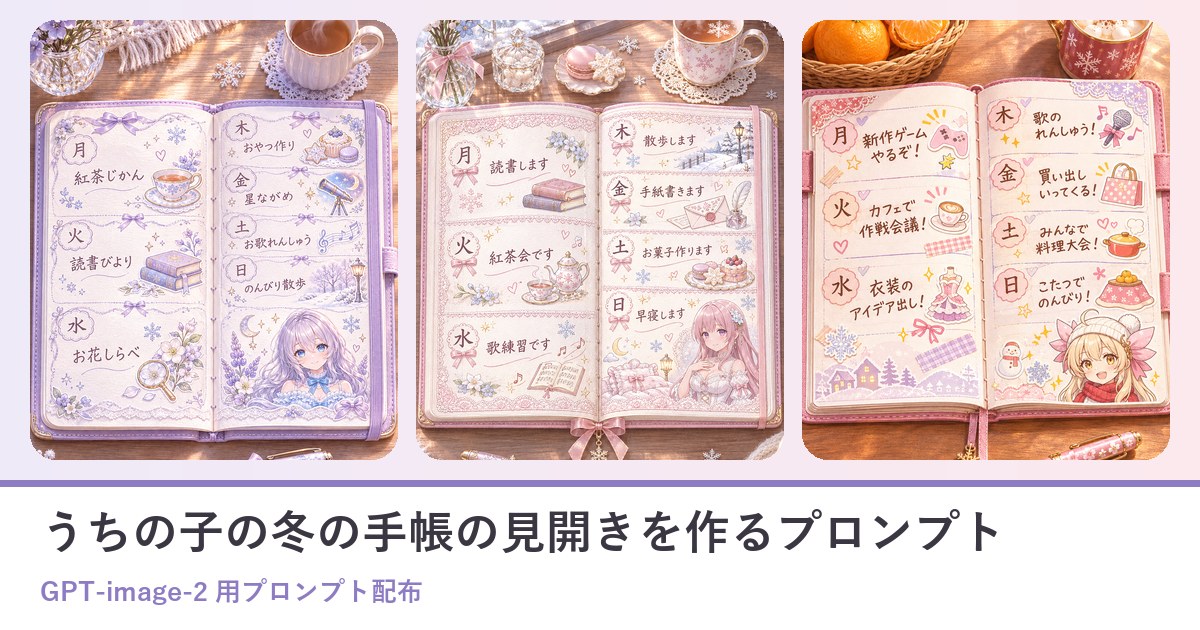 月
紅茶じかん
火
読書びより
水
お花しらべ
木
おやつ作り
金
星ながめ
土
お歌れんしゅう
日
のんびり散歩
月
読書します
火
紅茶会です
水
歌練習です
木
散歩します
金
手紙書きます
土
お菓子作ります
日
早寝します
月
新作ゲーム
やるぞ!
火
カフェで
作戦会議!
水
衣装の
アイデア出し!
木
歌の
れんしゅう!
金
買い出し
いってくる!
土
みんなで
料理大会!
日
こたつで
のんびり!
うちの子の冬の手帳の見開きを作るプロンプト
GPT-image-2 用プロンプト配布